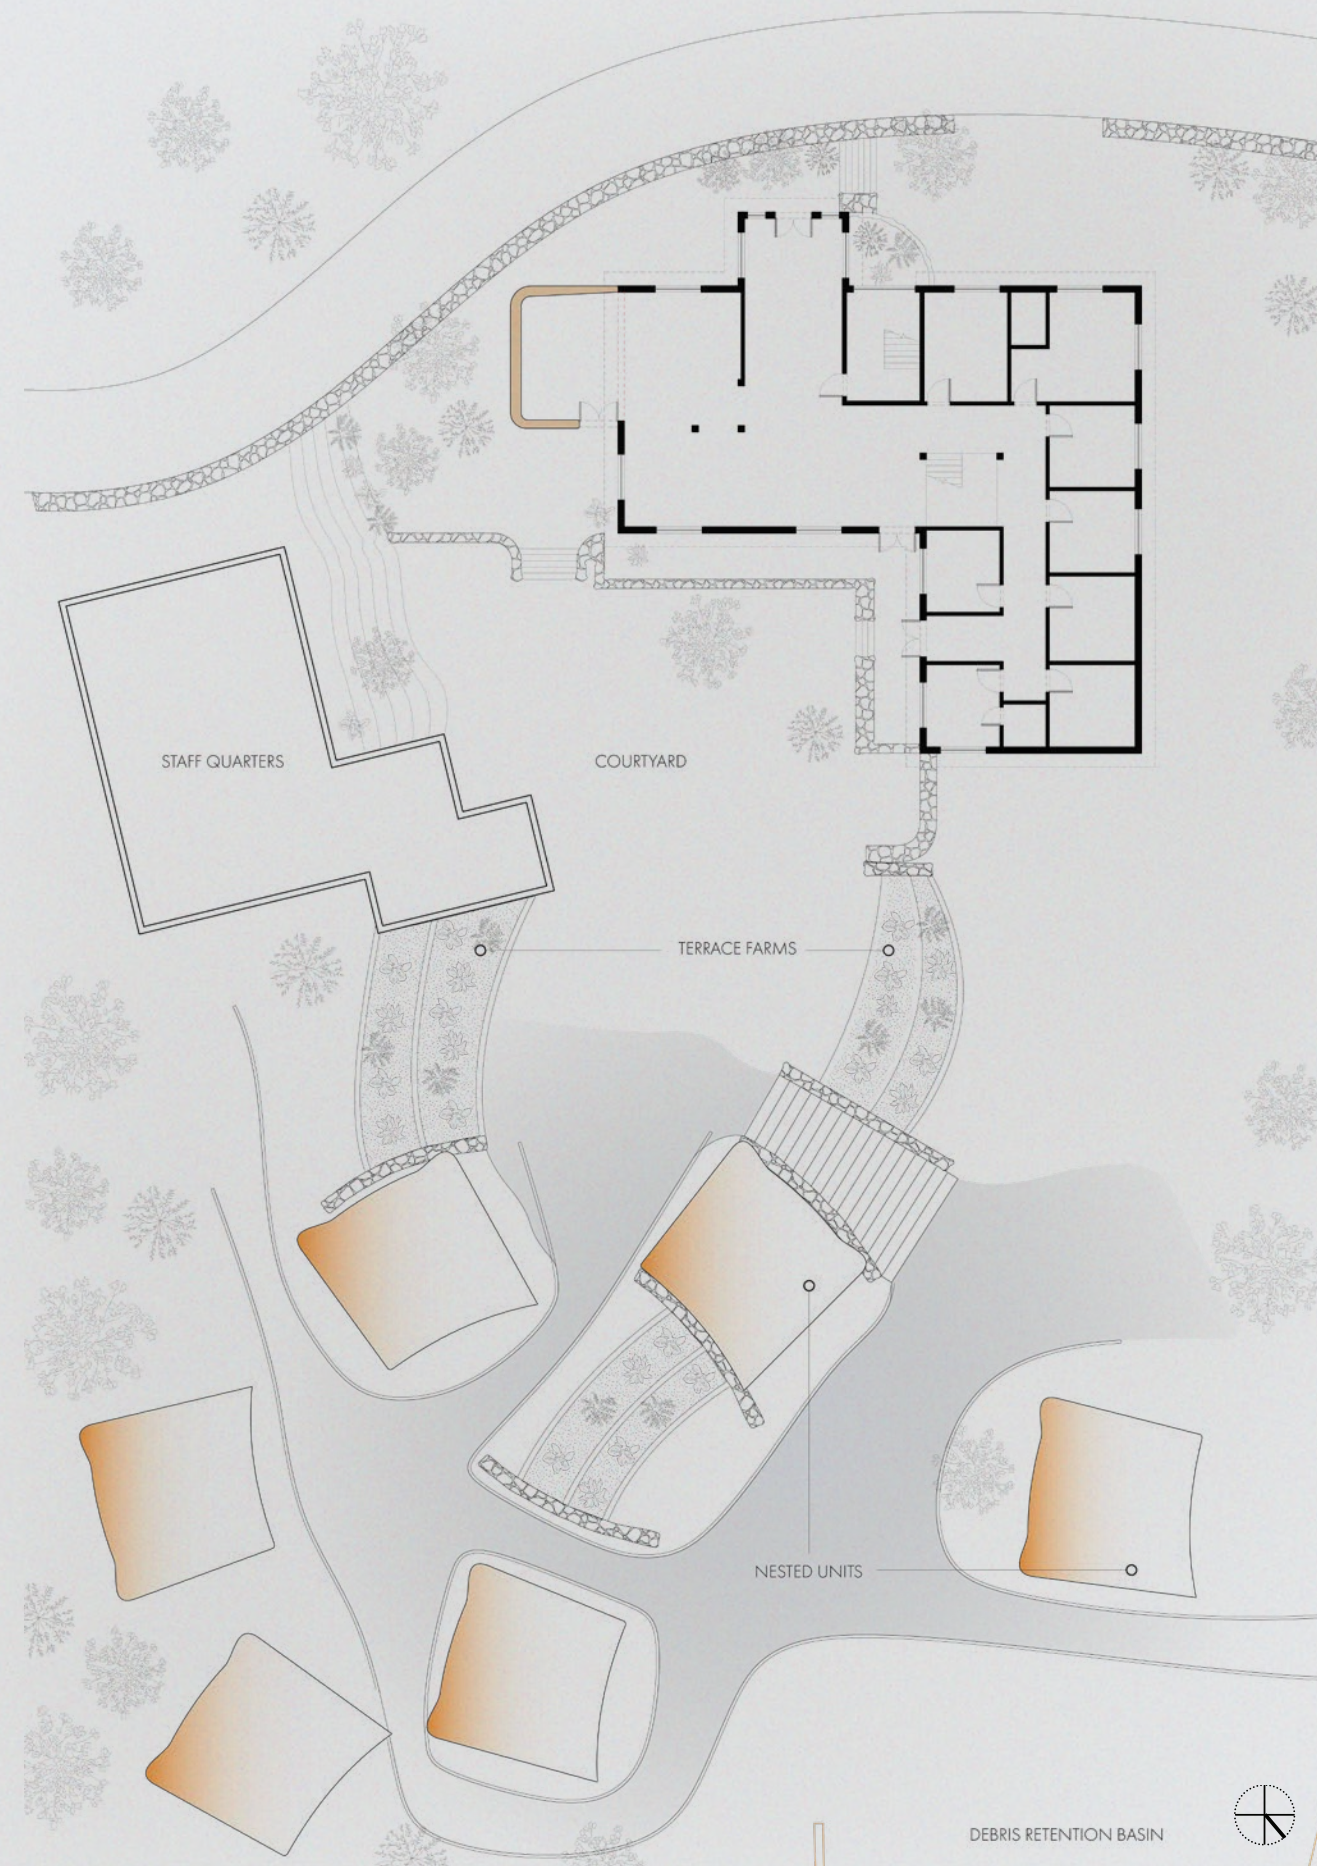 STAFF QUARTERS
COURTYARD
TERRACE FARMS
NESTED UNITS
DEBRIS RETENTION BASIN